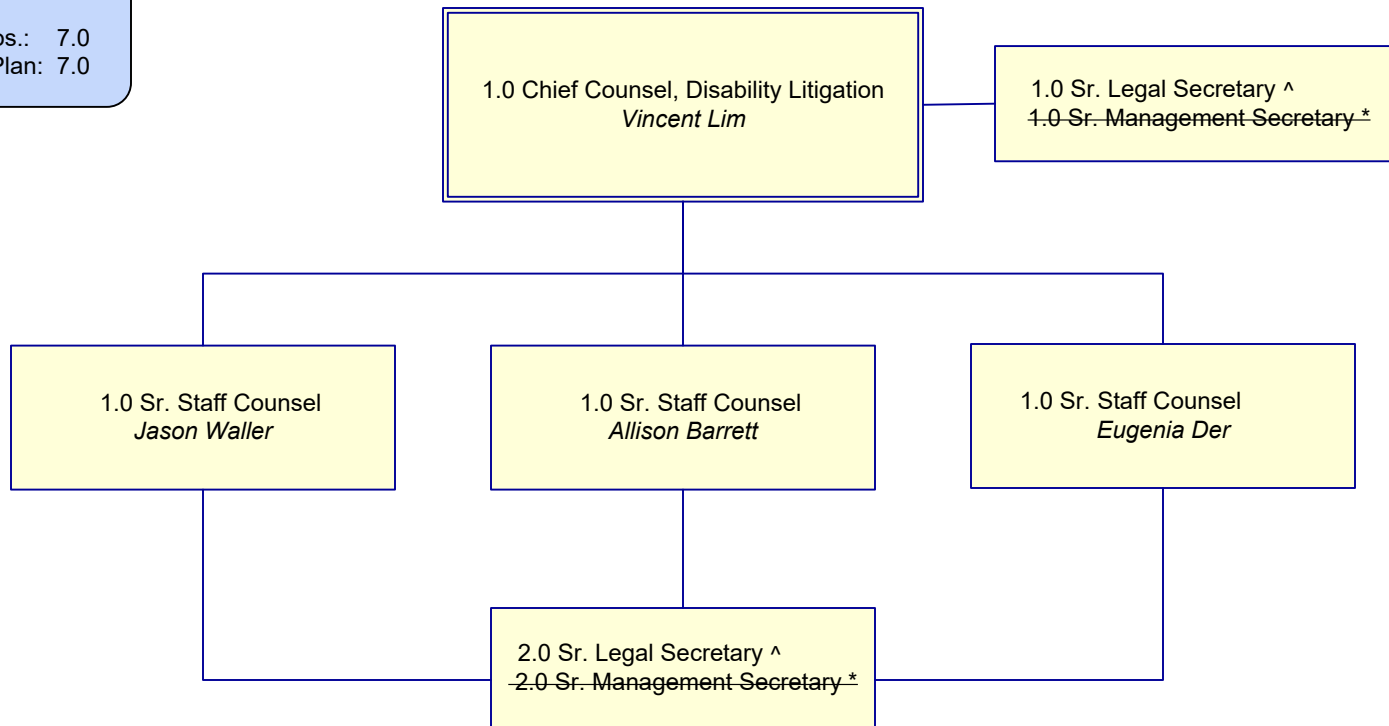 7.0
7.0
1.0 Chief Counsel, Disability Litigation
Vincent Lim
1.0 Sr. Legal Secretary ^
1.0 Sr. Management Secretary *
1.0 Sr. Staff Counsel
Jason Waller
1.0 Sr. Staff Counsel
Allison Barrett
1.0 Sr. Staff Counsel
Eugenia Der
2.0 Sr. Legal Secretary ^
2.0 Sr. Management Secretary *